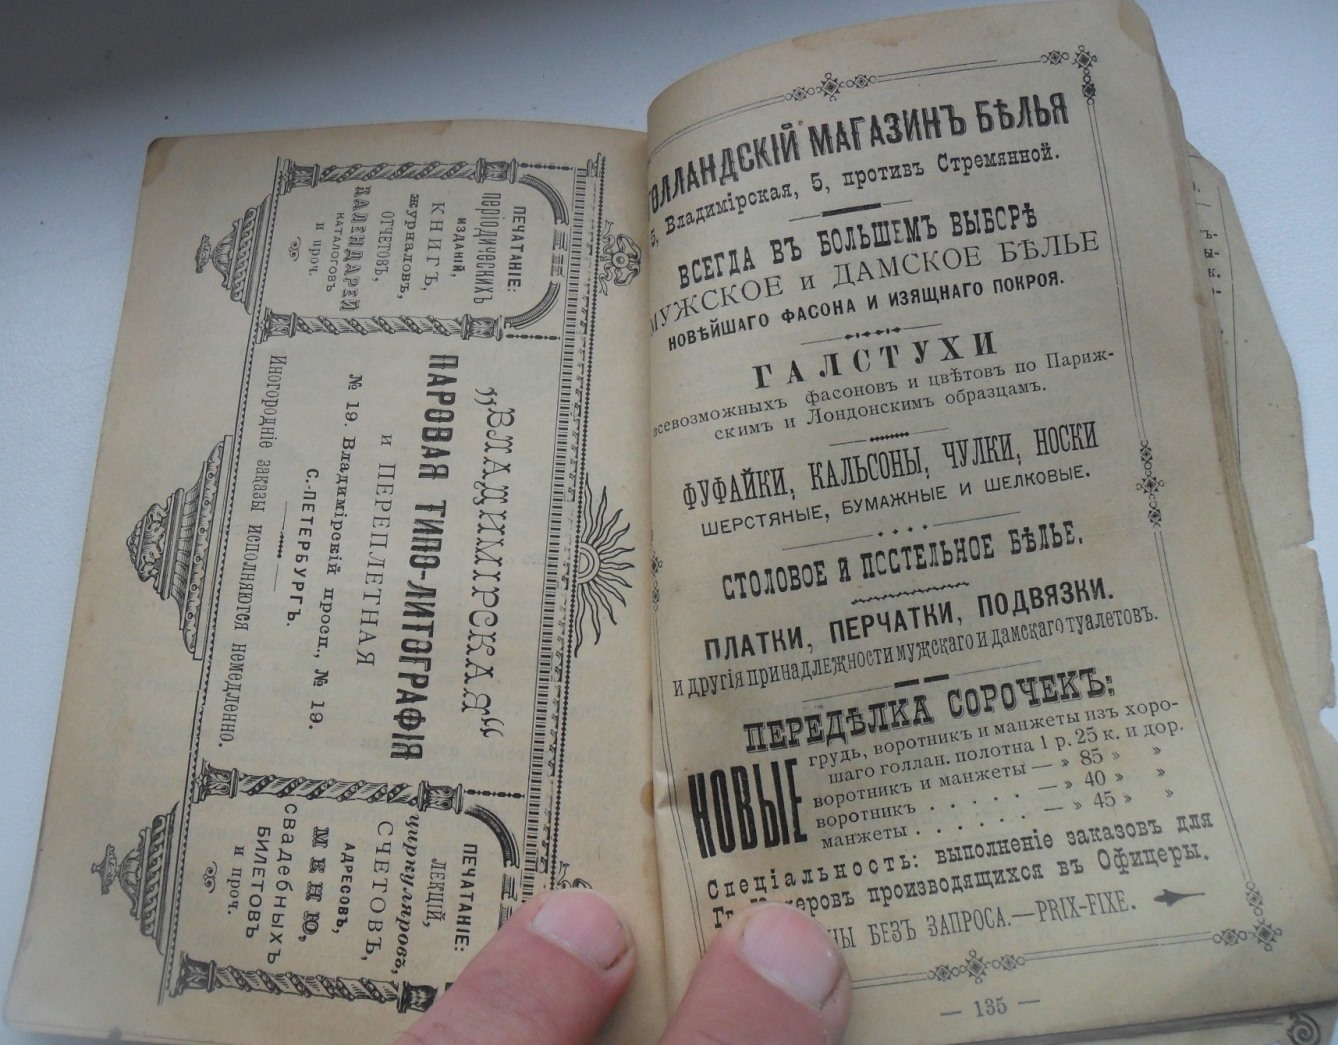 ПЕЧАТАНІЕ:
періодическихъ
изданій,
КНИГЪ,
журналовъ,
ОТЧЕТОВЪ,
КАЛЕНДАРЕЙ
КАТАЛОГОВЪ
и проч.
„ВЛАДИМІРСКАЯ“
ПАРОВАЯ ТИПО-ЛИТОГРАФІЯ
и ПЕРЕПЛЕТНАЯ
№ 19. Владимірскій просп., № 19.
С.-ПЕТЕРБУРГЪ.
Иногородніе заказы исполняются немедленно.
ПЕЧАТАНІЕ:
ЛЕКЦІЙ,
циркуляровъ,
СЧЕТОВЪ,
АДРЕСОВЪ,
МЕНЮ,
СВАДЕБНЫХЪ
БИЛЕТОВЪ
и проч.
ГОЛЛАНДСКІЙ МАГАЗИНЪ БѢЛЬЯ
5, Владимірская, 5, противъ Стремянной.
ВСЕГДА ВЪ БОЛЬШЕМЪ ВЫБОРѢ
МУЖСКОЕ и ДАМСКОЕ БѢЛЬЕ
НОВѢЙШАГО ФАСОНА И ИЗЯЩНАГО ПОКРОЯ.
ГАЛСТУХИ
всевозможныхъ фасоновъ и цвѣтовъ по Париж-
скимъ и Лондонскимъ образцамъ.
ФУФАЙКИ, КАЛЬСОНЫ, ЧУЛКИ, НОСКИ
ШЕРСТЯНЫЕ, БУМАЖНЫЕ И ШЕЛКОВЫЕ.
СТОЛОВОЕ И ПОСТЕЛЬНОЕ БѢЛЬЕ.
ПЛАТКИ, ПЕРЧАТКИ, ПОДВЯЗКИ.
и другія принадлежности мужскаго и дамскаго туалетовъ.
ПЕРЕДѢЛКА СОРОЧЕКЪ:
НОВЫЕ
грудь, воротникъ и манжеты изъ хоро-
шаго голлан. полотна 1 р. 25 к. и дор.
воротникъ и манжеты — » 85 » »
воротникъ . . . . . — » 40 » »
манжеты . . . . . . — » 45 » »
Спеціальность: выполненіе заказовъ для
производящихся въ Офицеры.
БЕЗЪ ЗАПРОСА.—PRIX-FIXE.
— 135 —